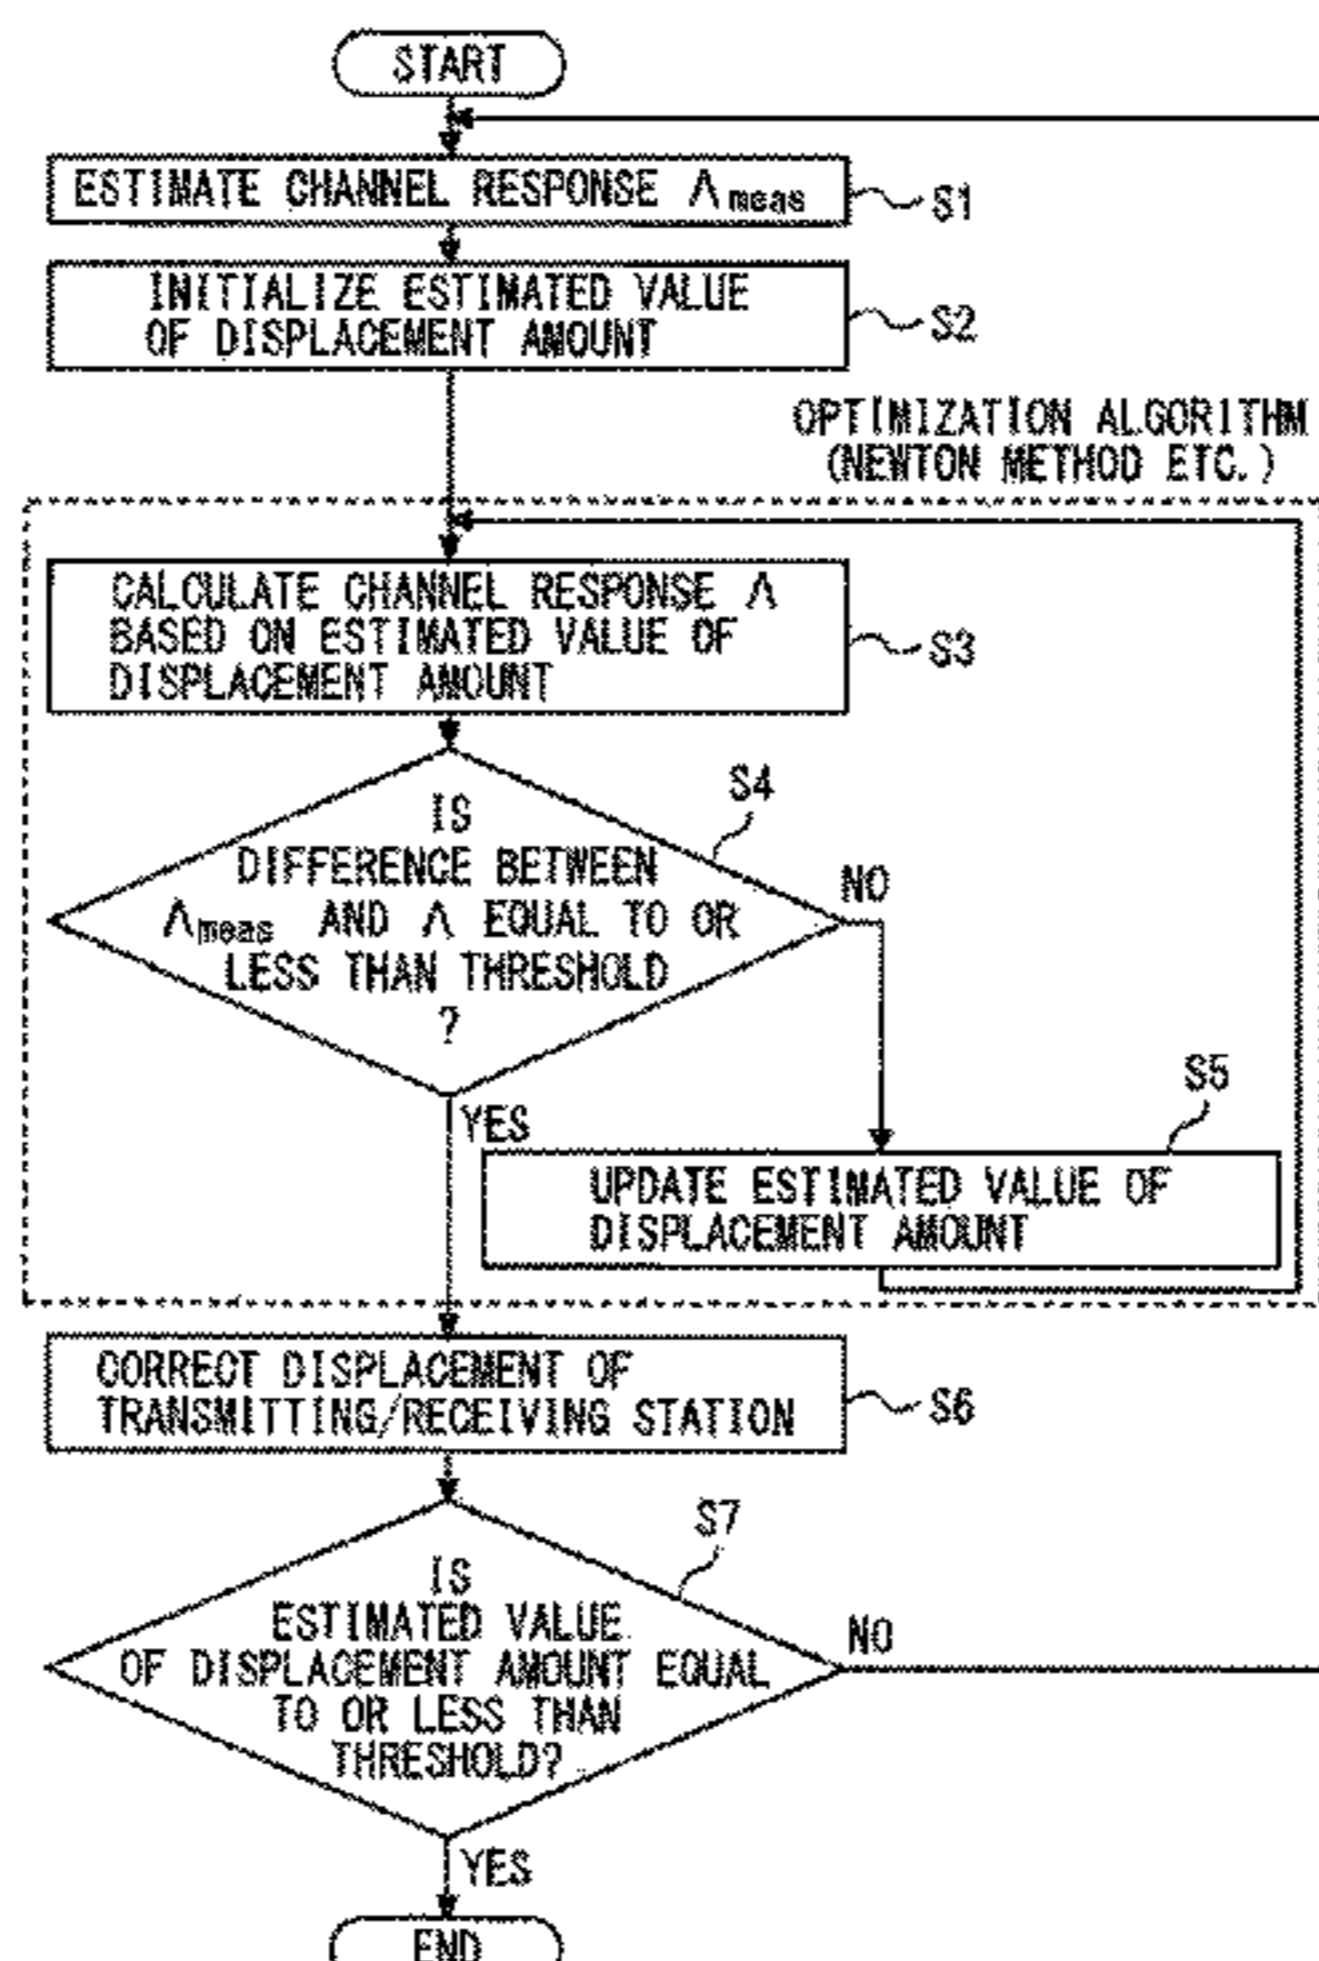 START
ESTIMATE CHANNEL RESPONSE Λmeas
S1
INITIALIZE ESTIMATED VALUE
OF DISPLACEMENT AMOUNT
S2
OPTIMIZATION ALGORITHM
(NEWTON METHOD ETC.)
CALCULATE CHANNEL RESPONSE Λ
BASED ON ESTIMATED VALUE OF
DISPLACEMENT AMOUNT
S3
S4
IS
DIFFERENCE BETWEEN
Λmeas AND Λ EQUAL TO OR
LESS THAN THRESHOLD
?
NO
YES
S5
UPDATE ESTIMATED VALUE OF
DISPLACEMENT AMOUNT
CORRECT DISPLACEMENT OF
TRANSMITTING/RECEIVING STATION
S6
S7
IS
ESTIMATED VALUE
OF DISPLACEMENT AMOUNT EQUAL
TO OR LESS THAN
THRESHOLD?
NO
YES
END